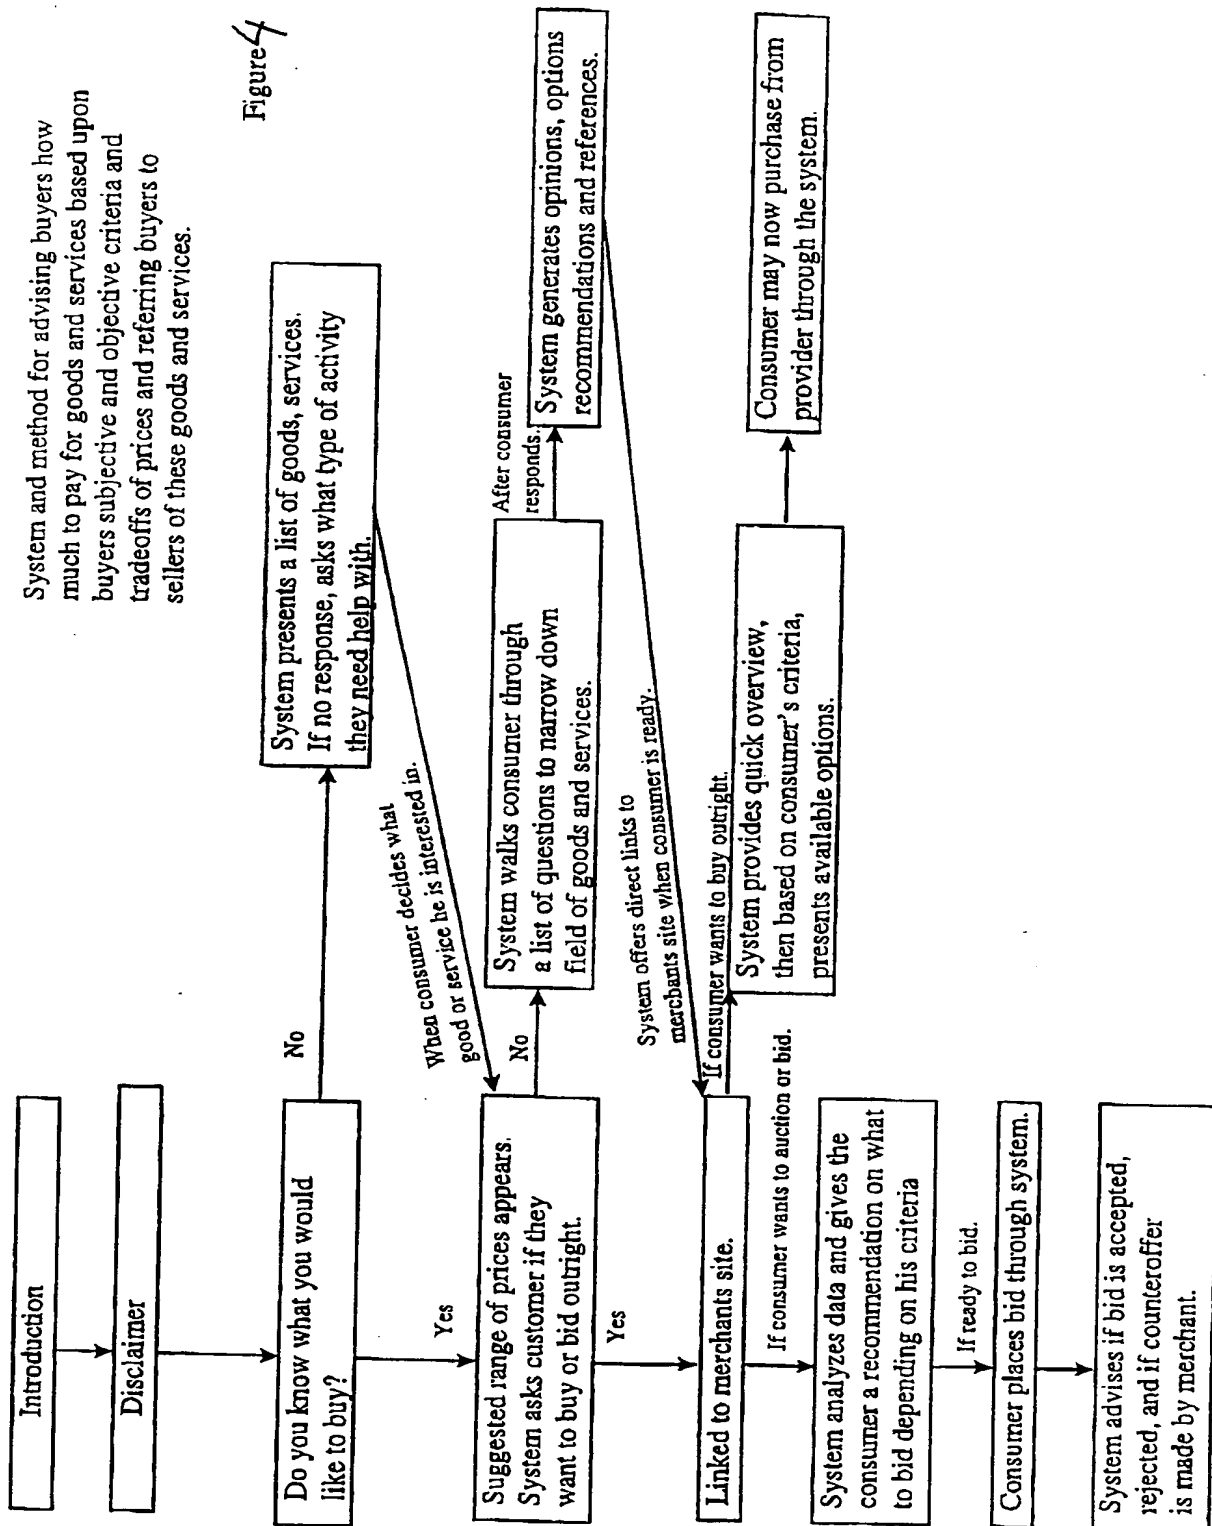 System and method for advising buyers how
much to pay for goods and services based upon
buyers subjective and objective criteria and
tradeoffs of prices and referring buyers to
sellers of these goods and services.
Figure 4
Introduction
Disclaimer
Do you know what you would
like to buy?
No
System presents a list of goods, services.
If no response, asks what type of activity
they need help with.
Yes
When consumer decides what
good or service he is interested in.
Suggested range of prices appears.
System asks customer if they
want to buy or bid outright.
No
System walks consumer through
a list of questions to narrow down
field of goods and services.
After consumer
responds.
System generates opinions, options
recommendations and references.
Yes
System offers direct links to
merchants site when consumer is ready.
Linked to merchants site.
If consumer wants to buy outright.
System provides quick overview,
then based on consumer's criteria,
presents available options.
Consumer may now purchase from
provider through the system.
If consumer wants to auction or bid.
System analyzes data and gives the
consumer a recommendation on what
to bid depending on his criteria
If ready to bid.
Consumer places bid through system.
System advises if bid is accepted,
rejected, and if counteroffer
is made by merchant.